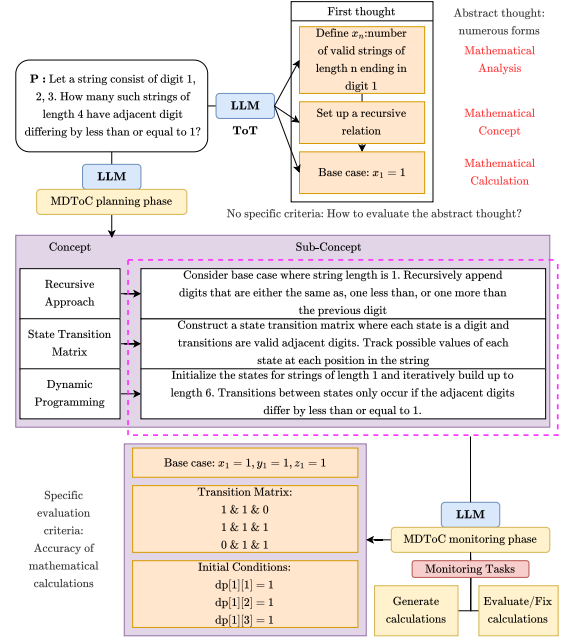 First thought
Define xₙ:number
of valid strings of
length n ending in
digit 1
Set up a recursive
relation
Base case: x₁ = 1
Abstract thought:
numerous forms
Mathematical
Analysis
Mathematical
Concept
Mathematical
Calculation
P : Let a string consist of digit 1,
2, 3. How many such strings of
length 4 have adjacent digit
differing by less than or equal to 1?
LLM
ToT
LLM
MDToC planning phase
No specific criteria: How to evaluate the abstract thought?
Concept
Sub-Concept
Recursive
Approach
Consider base case where string length is 1. Recursively append
digits that are either the same as, one less than, or one more than
the previous digit
State Transition
Matrix
Construct a state transition matrix where each state is a digit and
transitions are valid adjacent digits. Track possible values of each
state at each position in the string
Dynamic
Programming
Initialize the states for strings of length 1 and iteratively build up to
length 6. Transitions between states only occur if the adjacent digits
differ by less than or equal to 1.
Specific
evaluation
criteria:
Accuracy of
mathematical
calculations
Base case: x₁ = 1, y₁ = 1, z₁ = 1
Transition Matrix:
1 & 1 & 0
1 & 1 & 1
0 & 1 & 1
Initial Conditions:
dp[1][1] = 1
dp[1][2] = 1
dp[1][3] = 1
LLM
MDToC monitoring phase
Monitoring Tasks
Generate
calculations
Evaluate/Fix
calculations